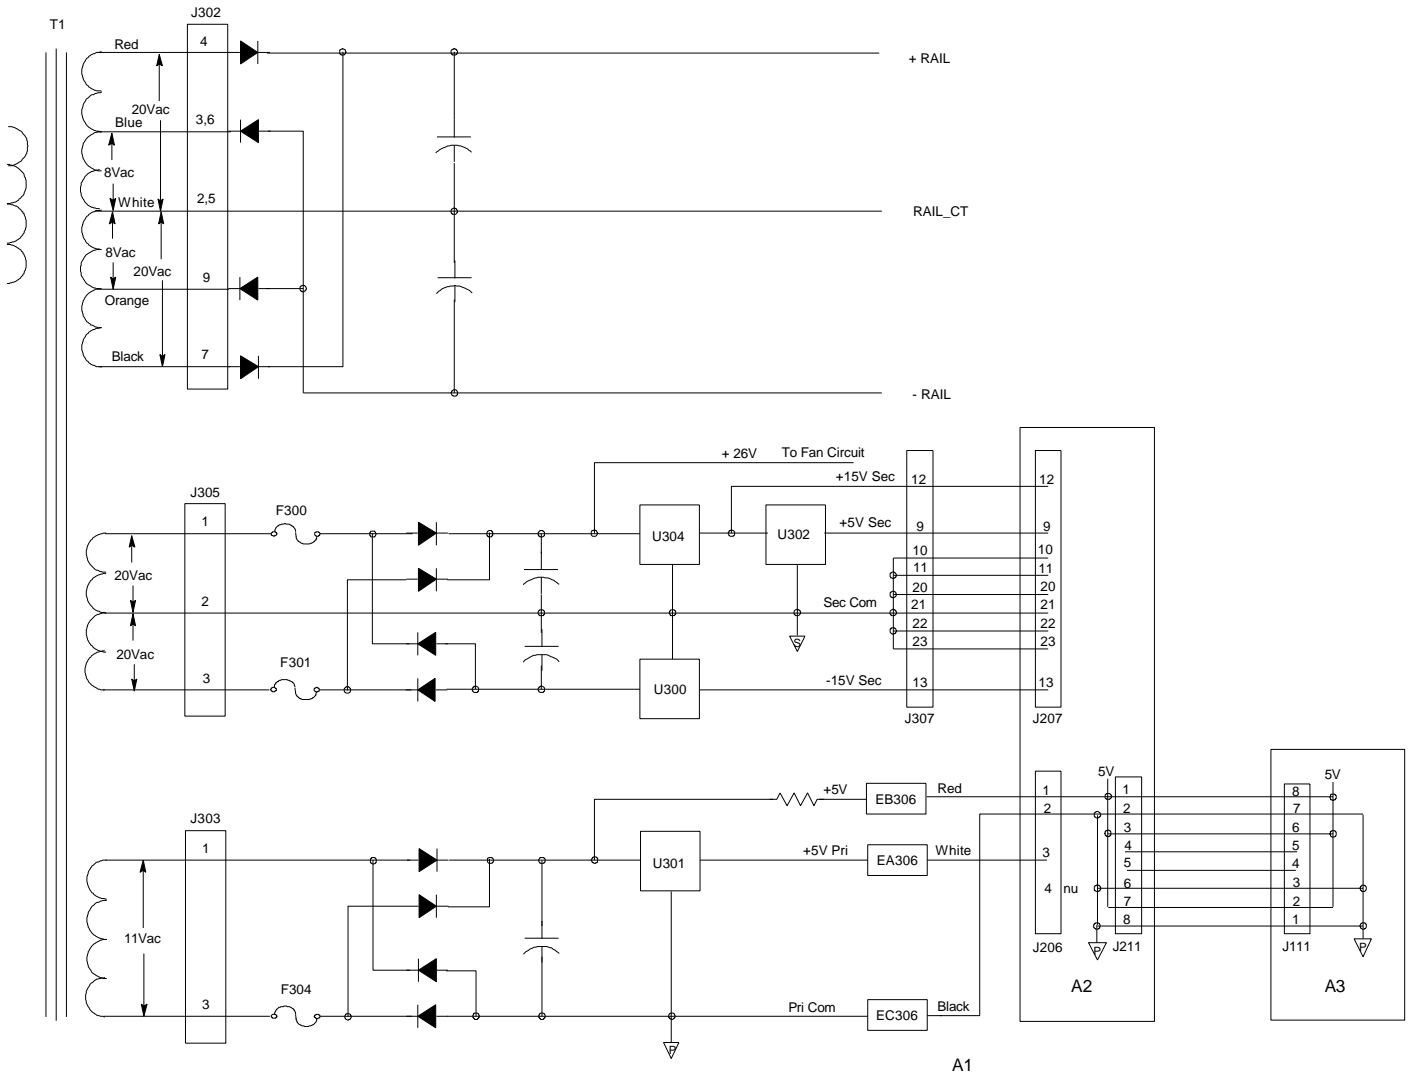 T1
J302
Red
4
+ RAIL
20Vac
Blue
3,6
8Vac
White
2,5
RAIL_CT
8Vac
20Vac
9
Orange
Black
7
- RAIL
+ 26V To Fan Circuit
J305
+15V Sec
12
12
1
F300
U304
U302
+5V Sec
9
9
10
10
11
11
20Vac
20
20
2
Sec Com
21
21
22
22
S
23
23
20Vac
F301
3
U300
-15V Sec
13
13
J307
J207
5V
5V
+5V
EB306
Red
1
1
8
2
2
7
J303
3
6
1
U301
+5V Pri
EA306
White
3
4
5
5
4
4 nu
6
3
7
2
8
1
11Vac
J206
P
J211
J111
P
F304
A2
A3
3
Pri Com
EC306
Black
P
A1